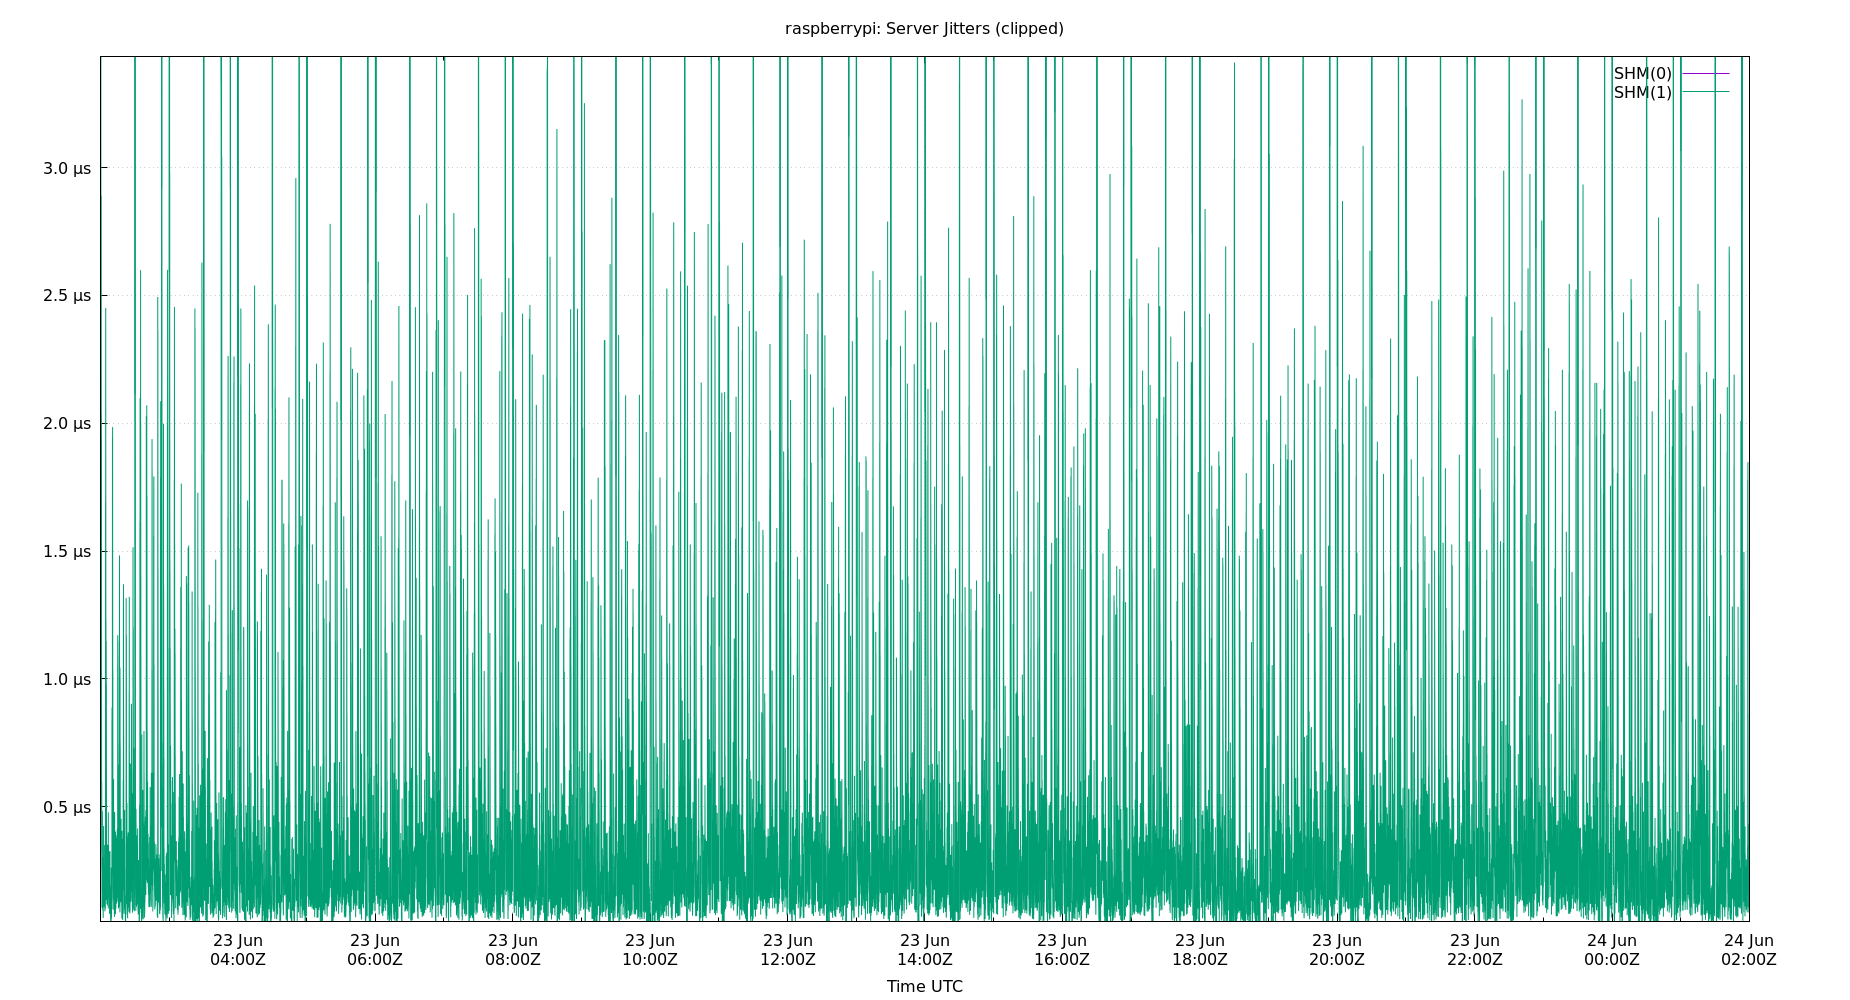 raspberrypi: Server Jitters (clipped)
SHM(0)
SHM(1)
3.0 µs
2.5 µs
2.0 µs
1.5 µs
1.0 µs
0.5 µs
23 Jun 23 Jun 23 Jun 23 Jun 23 Jun 23 Jun 23 Jun 23 Jun 23 Jun 23 Jun 24 Jun 24 Jun
04:00Z 06:00Z 08:00Z 10:00Z 12:00Z 14:00Z 16:00Z 18:00Z 20:00Z 22:00Z 00:00Z 02:00Z
Time UTC